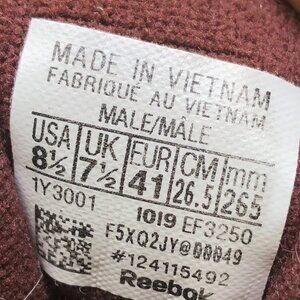 MADE IN VIETNAM
FABRIQUÉ AU VIETNAM
MALE/MÂLE
USA UK EUR CM mm
8½ 7½ 41 26.5 265
1Y3001
1019 EF3250
F5XQ2JY@00049
#124115492
Reebok